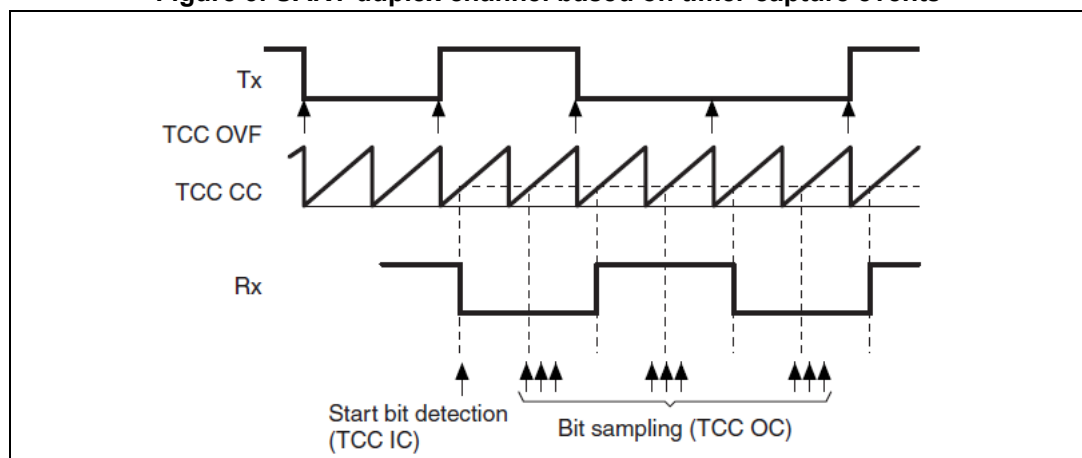 Tx
TCC OVF
TCC CC
Rx
Start bit detection
(TCC IC)
Bit sampling (TCC OC)